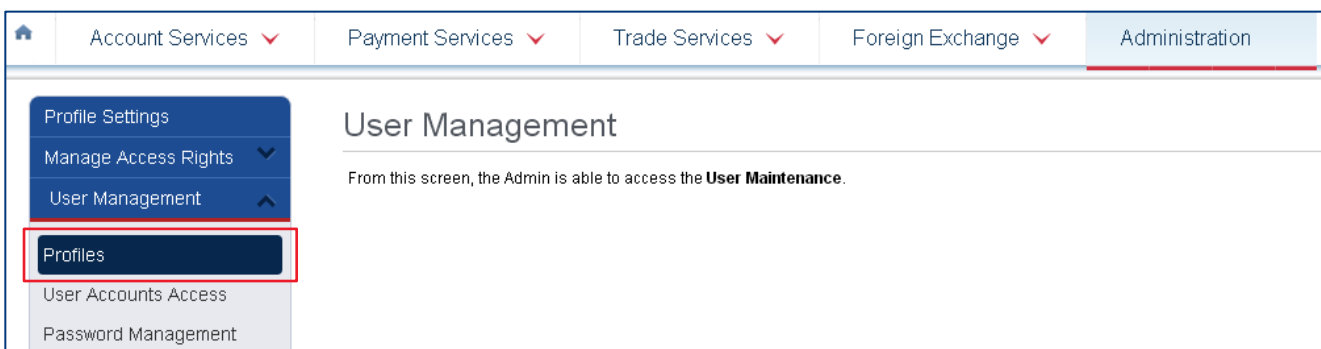 Account Services Payment Services Trade Services Foreign Exchange Administration
Profile Settings
Manage Access Rights
User Management
Profiles
User Accounts Access
Password Management
User Management
From this screen, the Admin is able to access the User Maintenance.